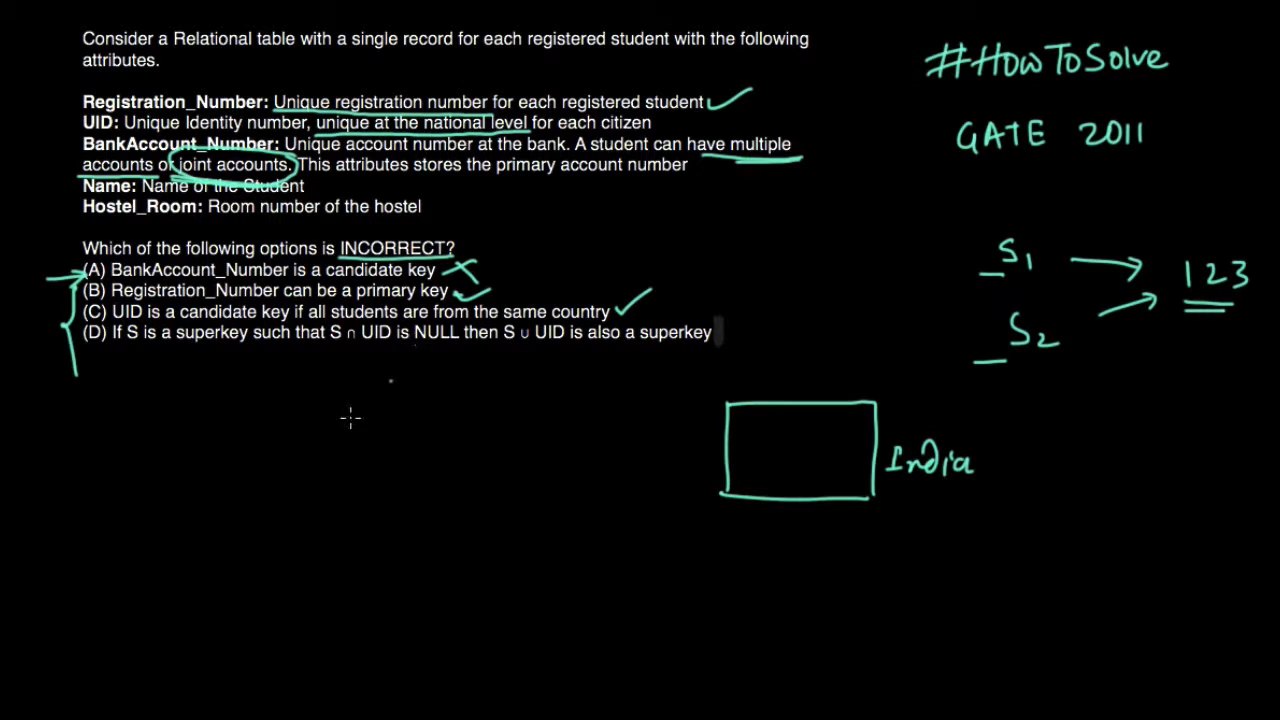 Consider a Relational table with a single record for each registered student with the following
attributes.
#HowToSolve
Registration_Number: Unique registration number for each registered student
UID: Unique Identity number, unique at the national level for each citizen
GATE 2011
BankAccount_Number: Unique account number at the bank. A student can have multiple
accounts or joint accounts. This attributes stores the primary account number
Name: Name of the Student
Hostel_Room: Room number of the hostel
Which of the following options is INCORRECT?
(A) BankAccount_Number is a candidate key
(B) Registration_Number can be a primary key
(C) UID is a candidate key if all students are from the same country
(D) If S is a superkey such that S ∩ UID is NULL then S ∪ UID is also a superkey
S1
123
S2
India